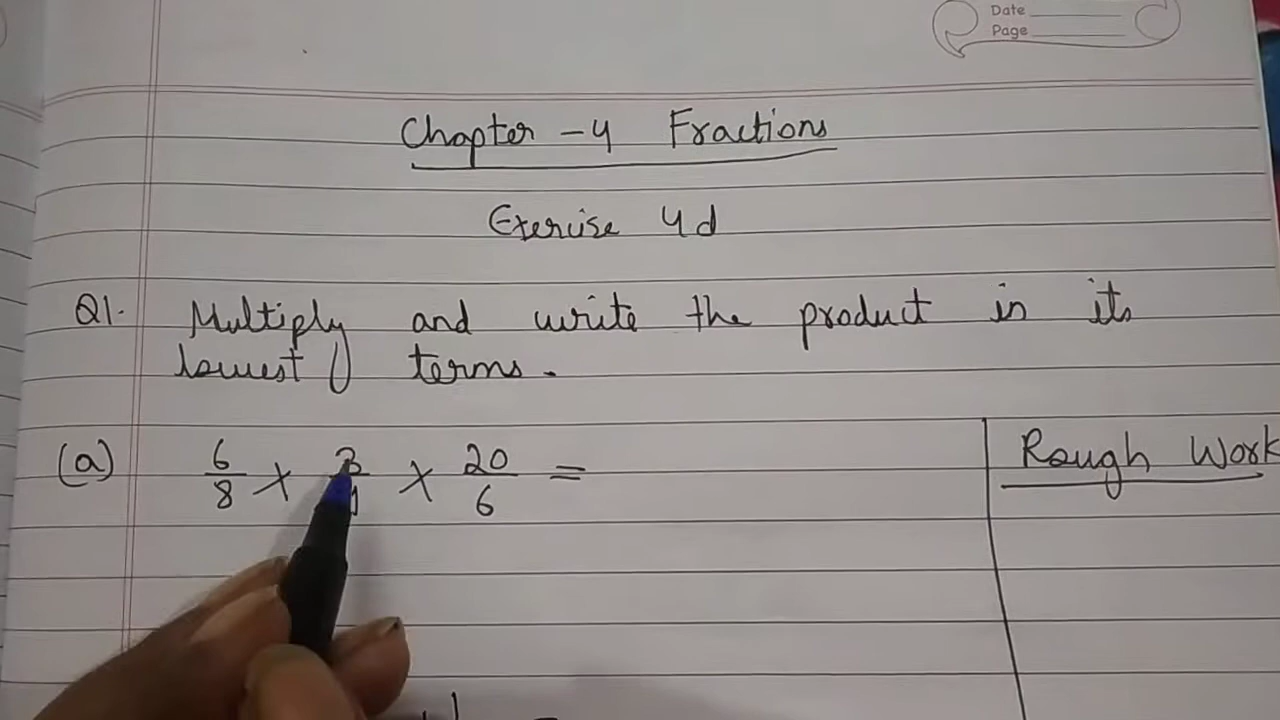 Date
Page
Chapter - 4 Fractions
Exercise 4d
Q1. Multiply and write the product in its
lowest terms.
(a) 6/8 × 3/ × 20/6 =
Rough Work